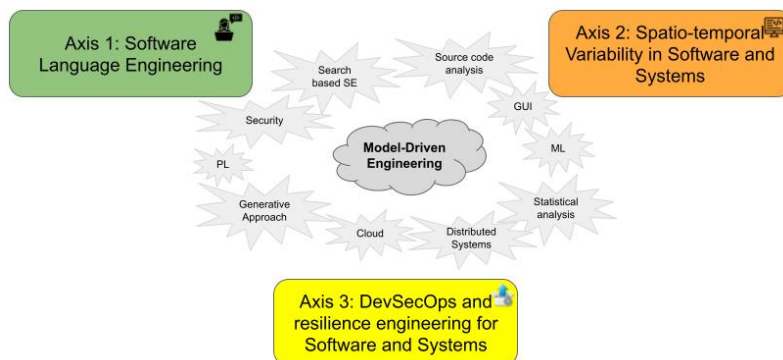 Axis 1: Software
Language Engineering
Axis 2: Spatio-temporal
Variability in Software and
Systems
Search
based SE
Source code
analysis
Security
GUI
Model-Driven
Engineering
PL
ML
Generative
Approach
Statistical
analysis
Cloud
Distributed
Systems
Axis 3: DevSecOps and
resilience engineering for
Software and Systems